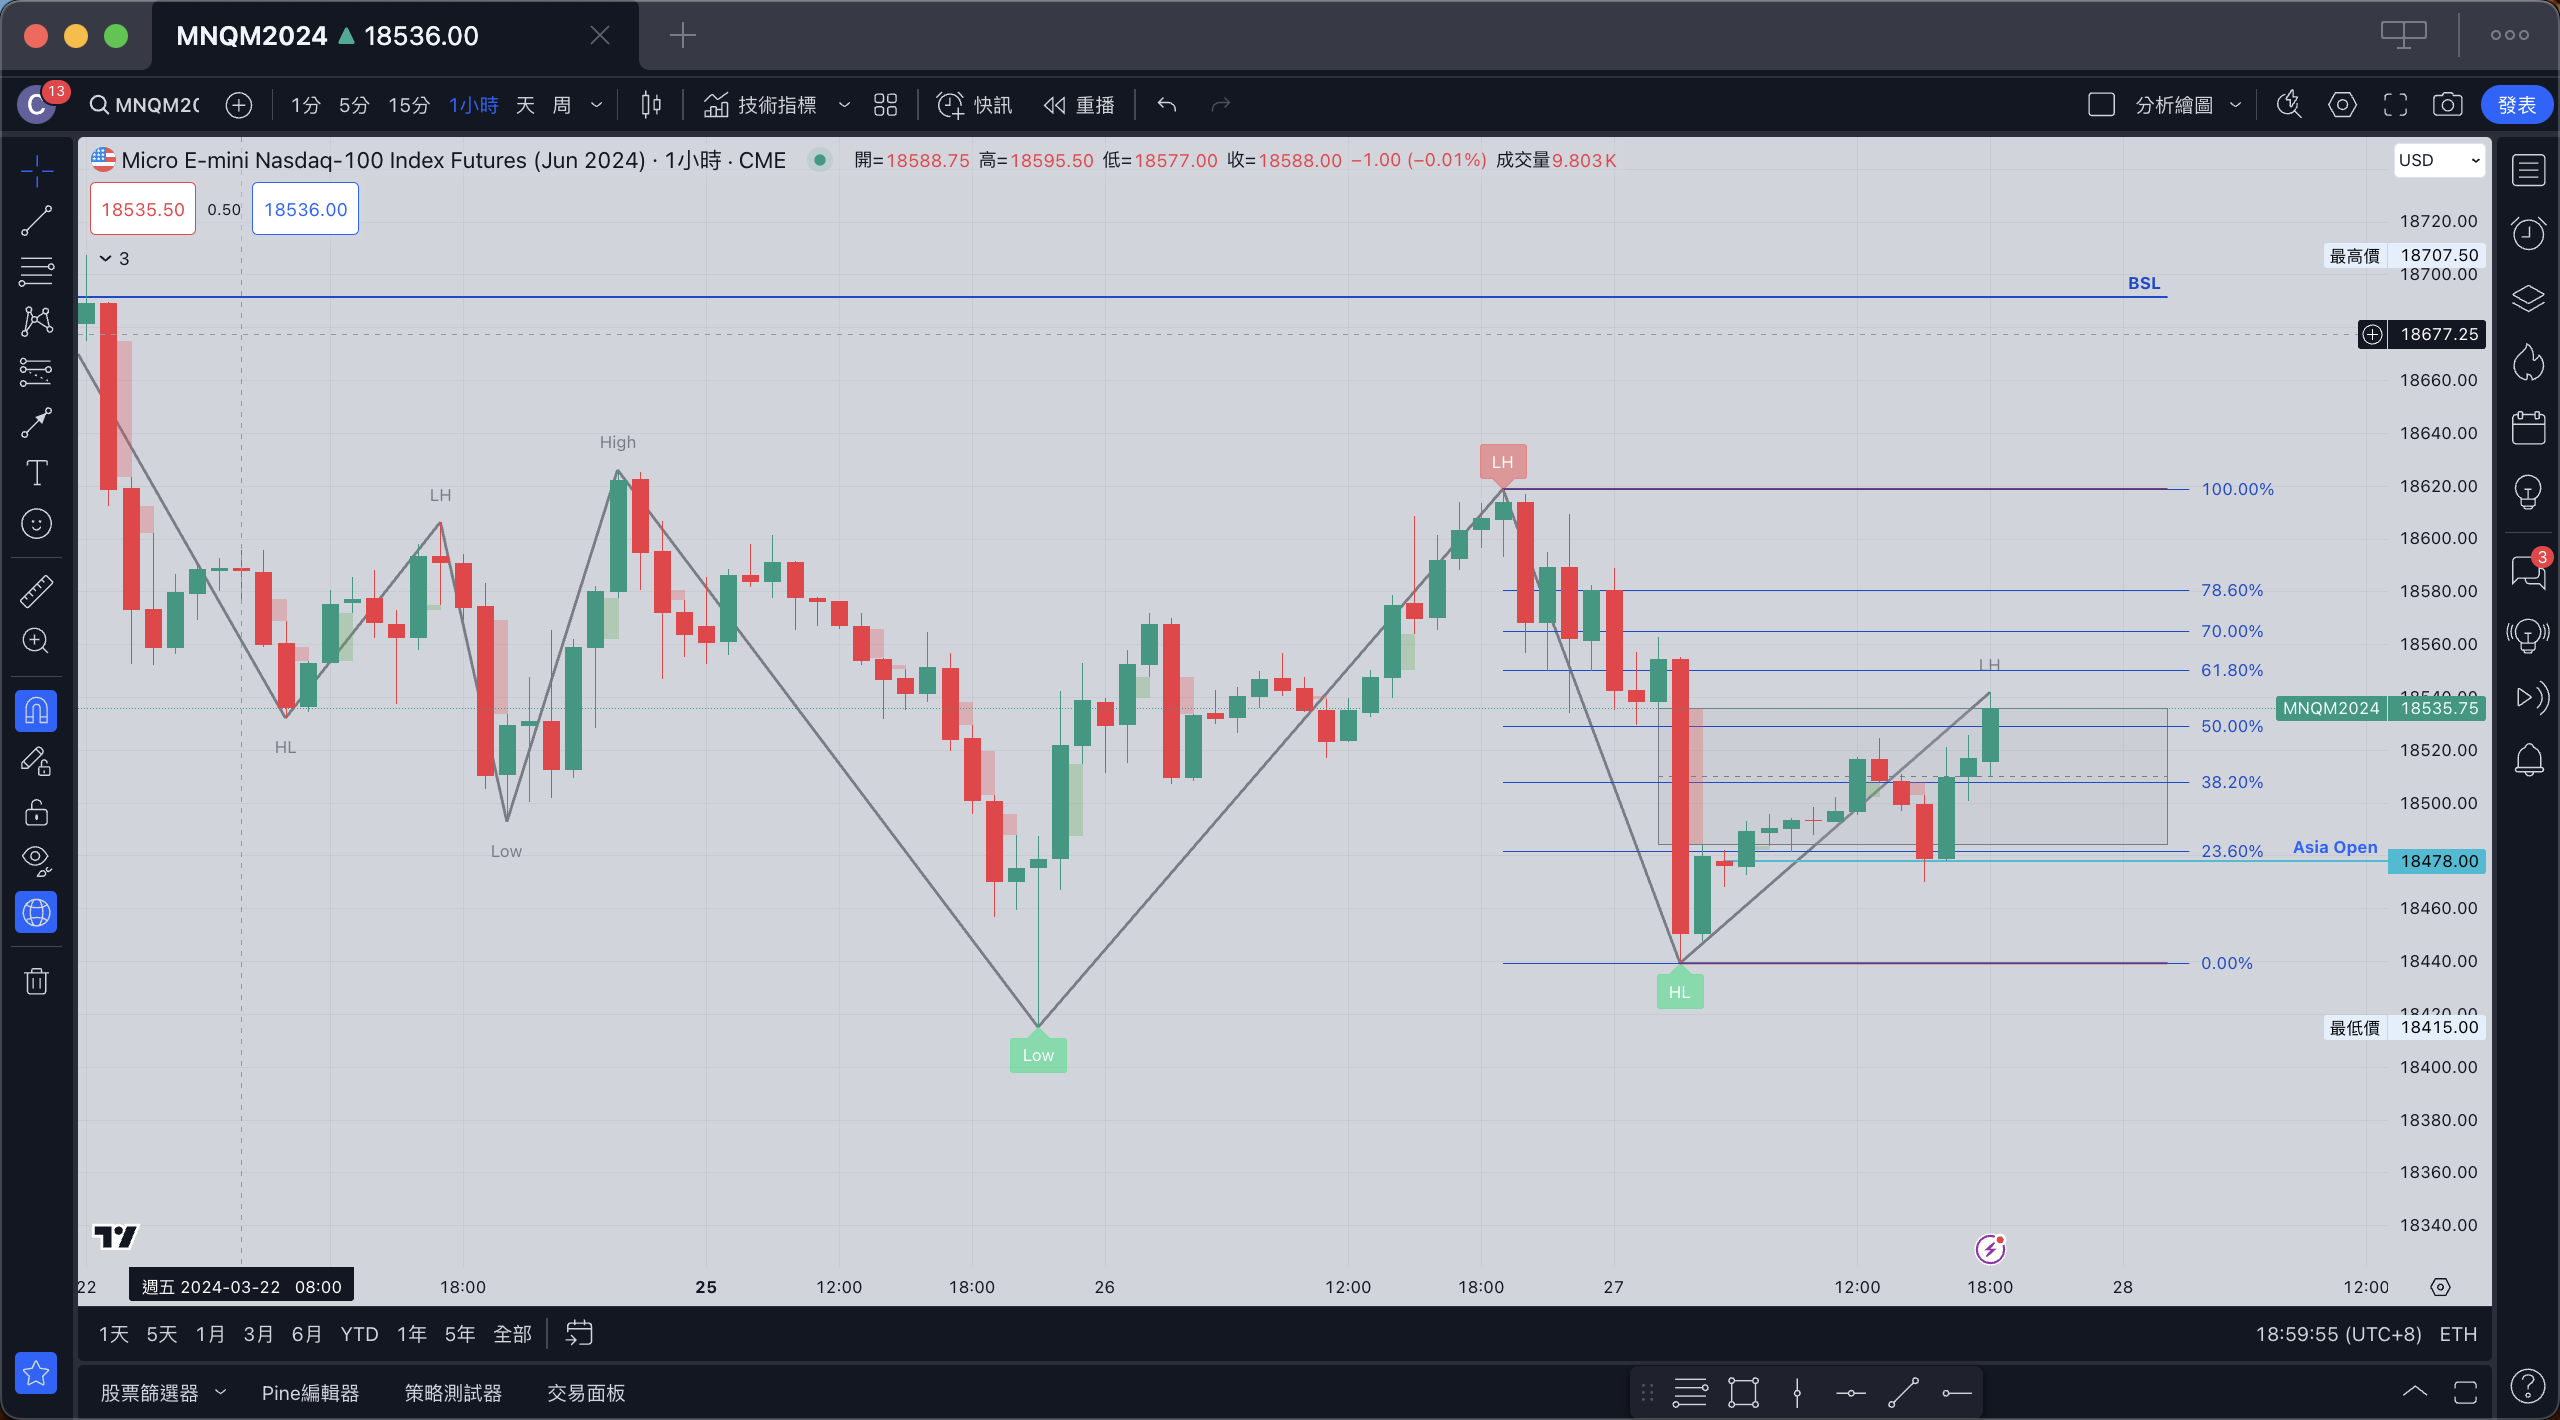 MNQM2024 ▲ 18536.00
C 13 MNQM20 1分 5分 15分 1小時 天 周 技術指標 快訊 重播 分析繪圖 發表
Micro E-mini Nasdaq-100 Index Futures (Jun 2024) · 1小時 · CME 開=18588.75 高=18595.50 低=18577.00 收=18588.00 −1.00 (−0.01%) 成交量9.803K
USD
18535.50 0.50 18536.00
3
18720.00
最高價 18707.50
18700.00
BSL
18677.25
18660.00
18640.00
High
LH
100.00%
18620.00
LH
18600.00
78.60%
18580.00
3
70.00%
18560.00
61.80%
LH
18540.00
MNQM2024 18535.75
50.00%
18520.00
HL
38.20%
18500.00
Low
23.60%
Asia Open
18478.00
18460.00
0.00%
18440.00
HL
18420.00
最低價 18415.00
Low
18400.00
18380.00
18360.00
18340.00
22 週五 2024-03-22 08:00 18:00 25 12:00 18:00 26 12:00 18:00 27 12:00 18:00 28 12:00
1天 5天 1月 3月 6月 YTD 1年 5年 全部 18:59:55 (UTC+8) ETH
股票篩選器 Pine編輯器 策略測試器 交易面板